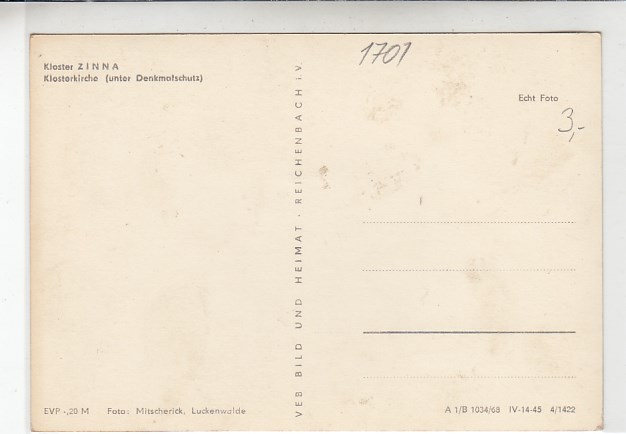 Kloster ZINNA
Klosterkirche (unter Denkmalschutz)
1701
Echt Foto
3,-
VEB BILD UND HEIMAT · REICHENBACH i.V.
EVP -,20 M Foto: Mitscherick, Luckenwalde
A 1/B 1034/68 IV-14-45 4/1422